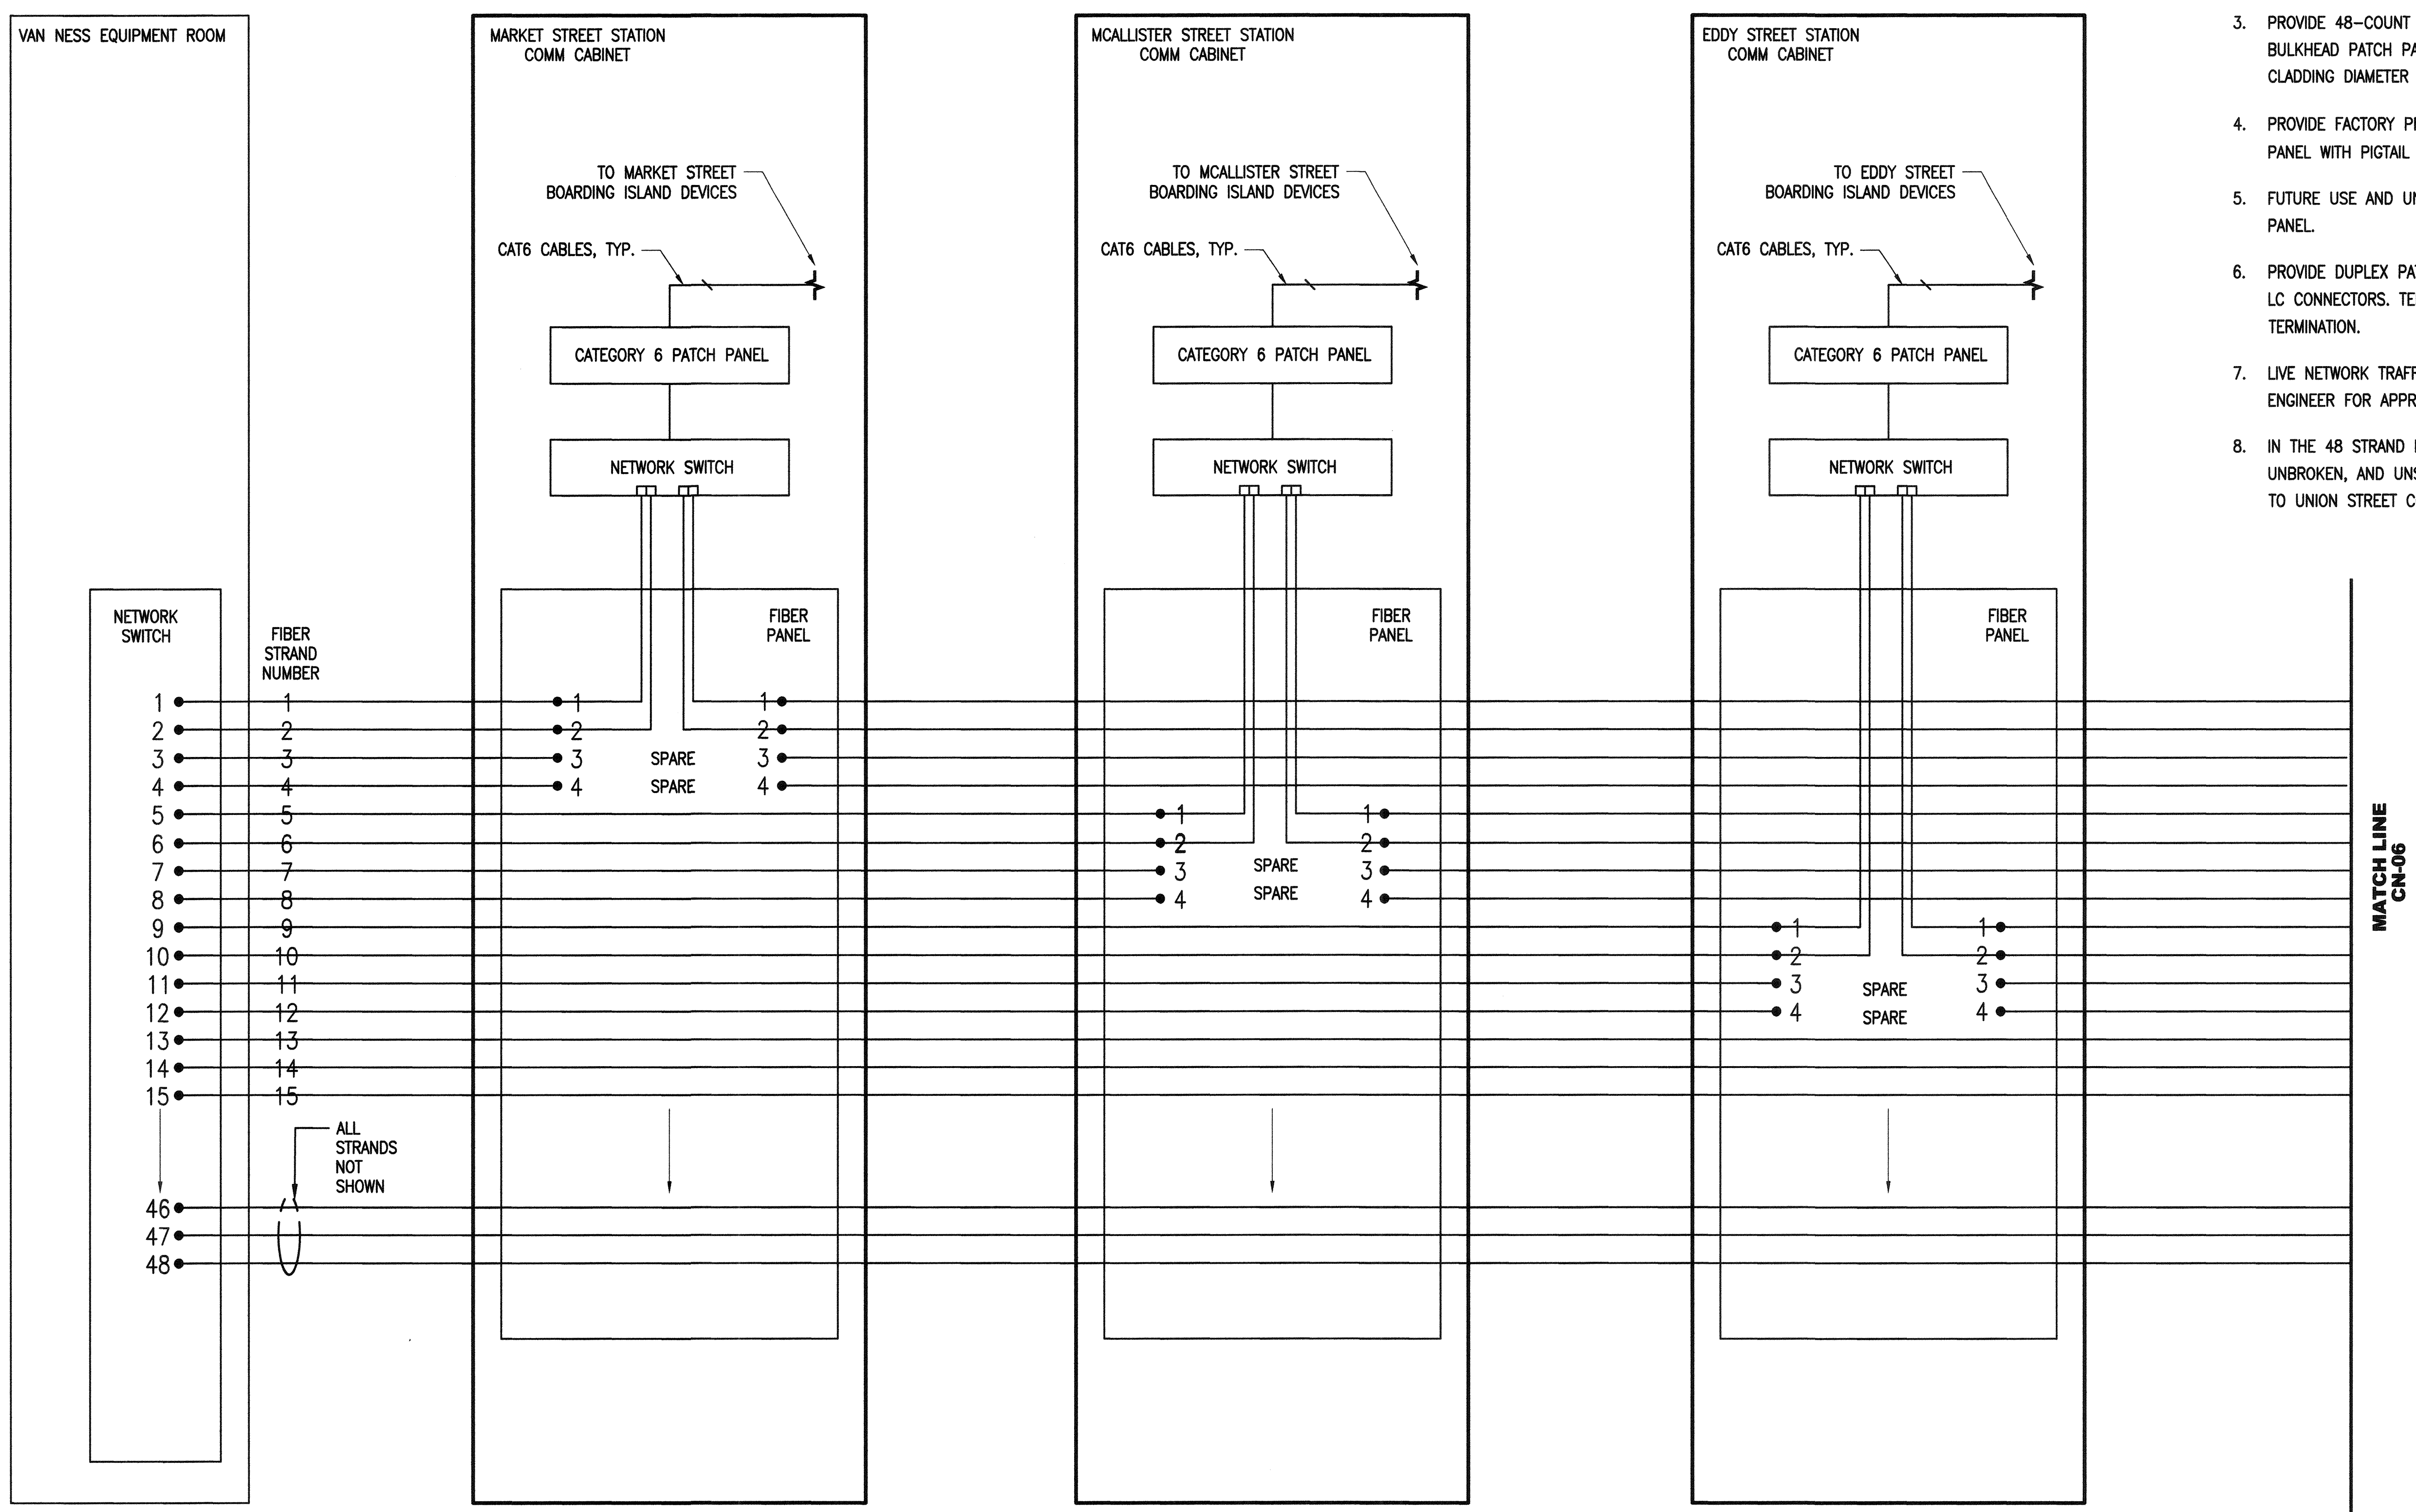 VAN NESS EQUIPMENT ROOM
NETWORK
SWITCH
FIBER
STRAND
NUMBER
1 1
2 2
3 3
4 4
5 5
6 6
7 7
8 8
9 9
10 10
11 11
12 12
13 13
14 14
15 15
ALL
STRANDS
NOT
SHOWN
46
47
48
MARKET STREET STATION
COMM CABINET
TO MARKET STREET
BOARDING ISLAND DEVICES
CAT6 CABLES, TYP.
CATEGORY 6 PATCH PANEL
NETWORK SWITCH
FIBER
PANEL
1 1
2 2
3 SPARE 3
4 SPARE 4
MCALLISTER STREET STATION
COMM CABINET
TO MCALLISTER STREET
BOARDING ISLAND DEVICES
CAT6 CABLES, TYP.
CATEGORY 6 PATCH PANEL
NETWORK SWITCH
FIBER
PANEL
1 1
2 2
3 SPARE 3
4 SPARE 4
EDDY STREET STATION
COMM CABINET
TO EDDY STREET
BOARDING ISLAND DEVICES
CAT6 CABLES, TYP.
CATEGORY 6 PATCH PANEL
NETWORK SWITCH
FIBER
PANEL
1 1
2 2
3 SPARE 3
4 SPARE 4
3. PROVIDE 48-COUNT
BULKHEAD PATCH
CLADDING DIAMETER
4. PROVIDE FACTORY
PANEL WITH PIGTAIL
5. FUTURE USE AND
PANEL.
6. PROVIDE DUPLEX
LC CONNECTORS.
TERMINATION.
7. LIVE NETWORK
ENGINEER FOR
8. IN THE 48 STRAND
UNBROKEN, AND
TO UNION STREET
MATCH LINE
CN-06